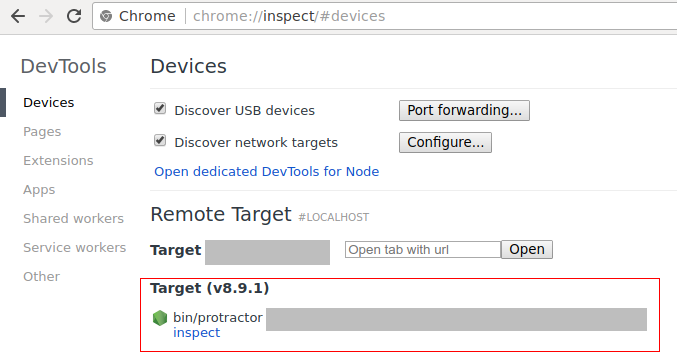 Chrome chrome://inspect/#devices
DevTools
Devices
Pages
Extensions
Apps
Shared workers
Service workers
Other
Devices
Discover USB devices Port forwarding...
Discover network targets Configure...
Open dedicated DevTools for Node
Remote Target #LOCALHOST
Target Open tab with url Open
Target (v8.9.1)
bin/protractor
inspect